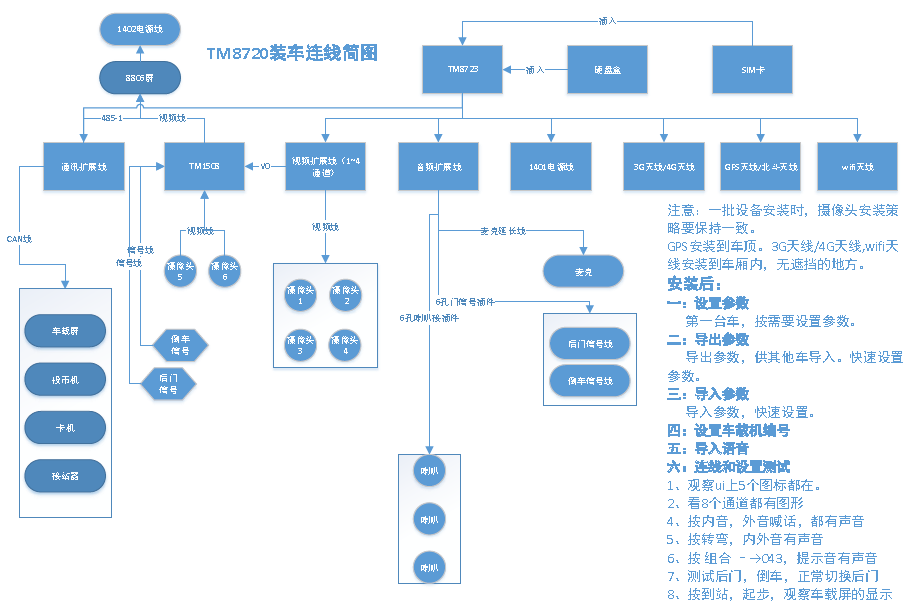 1402电源线
8805屏
TM8720装车连线简图
插入
TM8723
插入
硬盘盒
SIM卡
485-1
视频线
通讯扩展线
TM1508
VO
视频扩展线（1~4
通道）
音频扩展线
1401电源线
3G天线/4G天线
GPS天线/北斗天线
wifi天线
CAN线
信号线
信号线
视频线
视频线
麦克延长线
摄像头
5
摄像头
6
麦克
摄像头
1
摄像头
2
摄像头
3
摄像头
4
6孔门信号插件
6孔喇叭接插件
后门信号线
倒车信号线
倒车
信号
后门
信号
车载屏
投币机
卡机
报站器
喇叭
喇叭
喇叭
注意：一批设备安装时，摄像头安装策
略要保持一致。
GPS安装到车顶。3G天线/4G天线,wifi天
线安装到车厢内，无遮挡的地方。
安装后：
一：设置参数
第一台车，按需要设置参数。
二：导出参数
导出参数，供其他车导入。快速设置
参数。
三：导入参数
导入参数，快速设置。
四：设置车载机编号
五：导入语音
六：连线和设置测试
1、观察ui上5个图标都在。
2、看8个通道都有图形
4、按内音，外音喊话，都有声音
5、按转弯，内外音有声音
6、按 组合 －→043，提示音有声音
7、测试后门，倒车，正常切换后门
8、按到站，起步，观察车载屏的显示